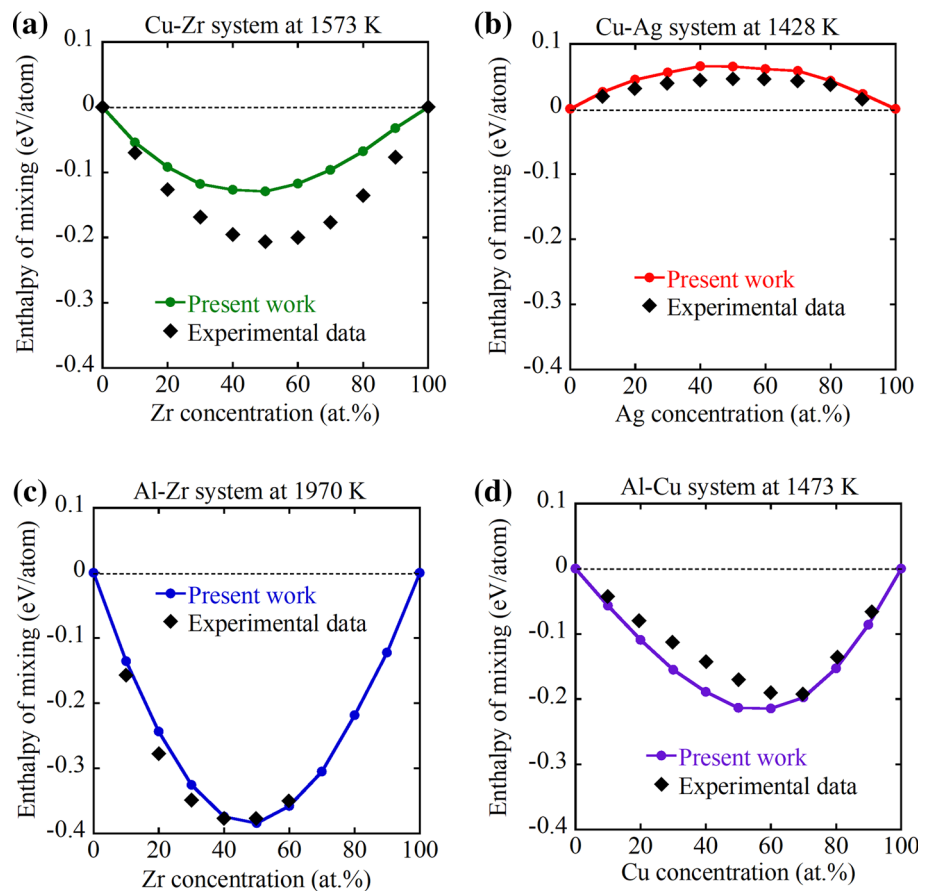 (a)
Cu-Zr system at 1573 K
0.1
0
-0.1
-0.2
-0.3
-0.4
Enthalpy of mixing (eV/atom)
Present work
Experimental data
0 20 40 60 80 100
Zr concentration (at.%)
(b)
Cu-Ag system at 1428 K
0.1
0
-0.1
-0.2
-0.3
-0.4
Enthalpy of mixing (eV/atom)
Present work
Experimental data
0 20 40 60 80 100
Ag concentration (at.%)
(c)
Al-Zr system at 1970 K
0.1
0
-0.1
-0.2
-0.3
-0.4
Enthalpy of mixing (eV/atom)
Present work
Experimental data
0 20 40 60 80 100
Zr concentration (at.%)
(d)
Al-Cu system at 1473 K
0.1
0
-0.1
-0.2
-0.3
-0.4
Enthalpy of mixing (eV/atom)
Present work
Experimental data
0 20 40 60 80 100
Cu concentration (at.%)